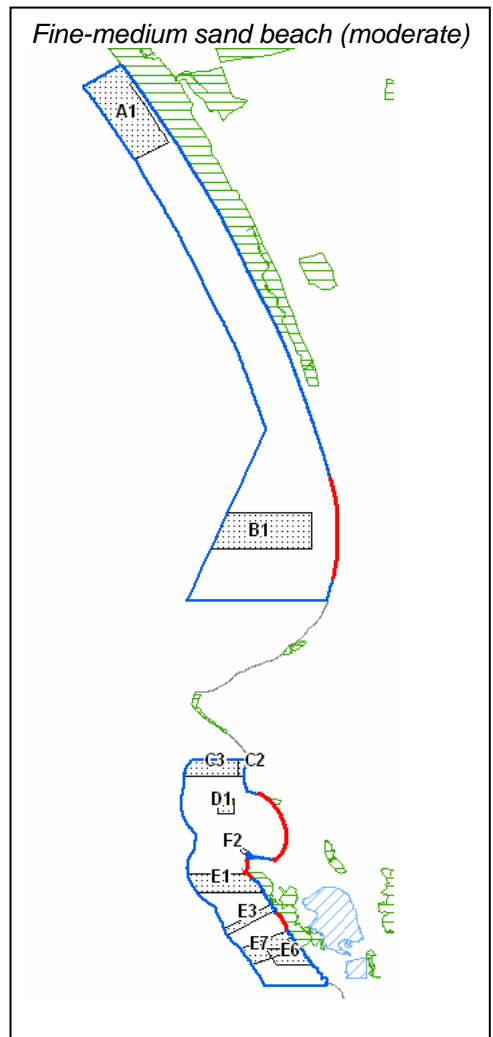 Fine-medium sand beach (moderate)
A1
B1
C3 C2
D1
F2
E1
E3
E7 E6